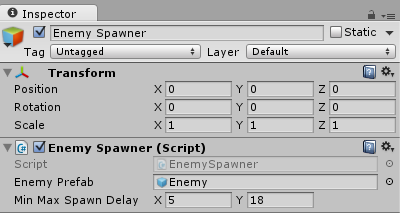 Inspector
Enemy Spawner Static
Tag Untagged Layer Default
Transform
Position X 0 Y 0 Z 0
Rotation X 0 Y 0 Z 0
Scale X 1 Y 1 Z 1
Enemy Spawner (Script)
Script EnemySpawner
Enemy Prefab Enemy
Min Max Spawn Delay X 5 Y 18